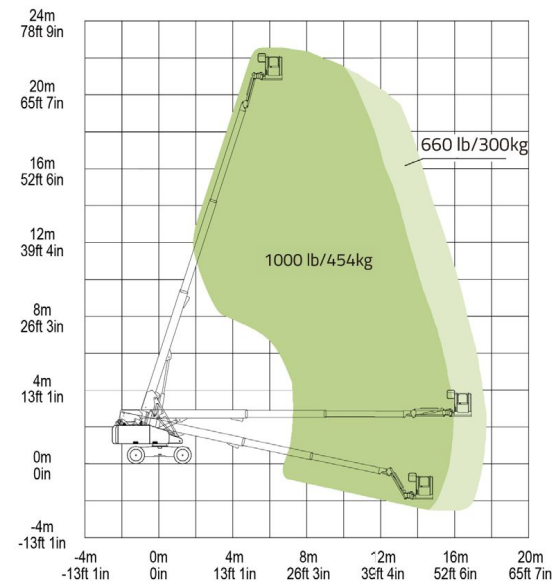 24m
78ft 9in
20m
65ft 7in
660 lb/300kg
16m
52ft 6in
12m
39ft 4in
1000 lb/454kg
8m
26ft 3in
4m
13ft 1in
0m
0in
-4m
-13ft 1in
-4m 0m 4m 8m 12m 16m 20m
-13ft 1in 0in 13ft 1in 26ft 3in 39ft 4in 52ft 6in 65ft 7in